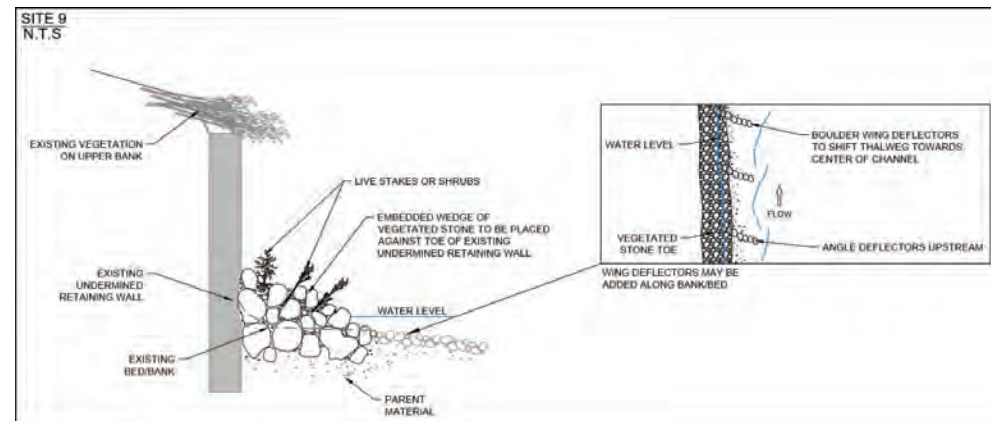 SITE 9
N.T.S
EXISTING VEGETATION
ON UPPER BANK
LIVE STAKES OR SHRUBS
EMBEDDED WEDGE OF
VEGETATED STONE TO BE PLACED
AGAINST TOE OF EXISTING
UNDERMINED RETAINING WALL
EXISTING
UNDERMINED
RETAINING WALL
WATER LEVEL
EXISTING
BED/BANK
PARENT
MATERIAL
WATER LEVEL
BOULDER WING DEFLECTORS
TO SHIFT THALWEG TOWARDS
CENTER OF CHANNEL
FLOW
VEGETATED
STONE TOE
ANGLE DEFLECTORS UPSTREAM
WING DEFLECTORS MAY BE
ADDED ALONG BANK/BED